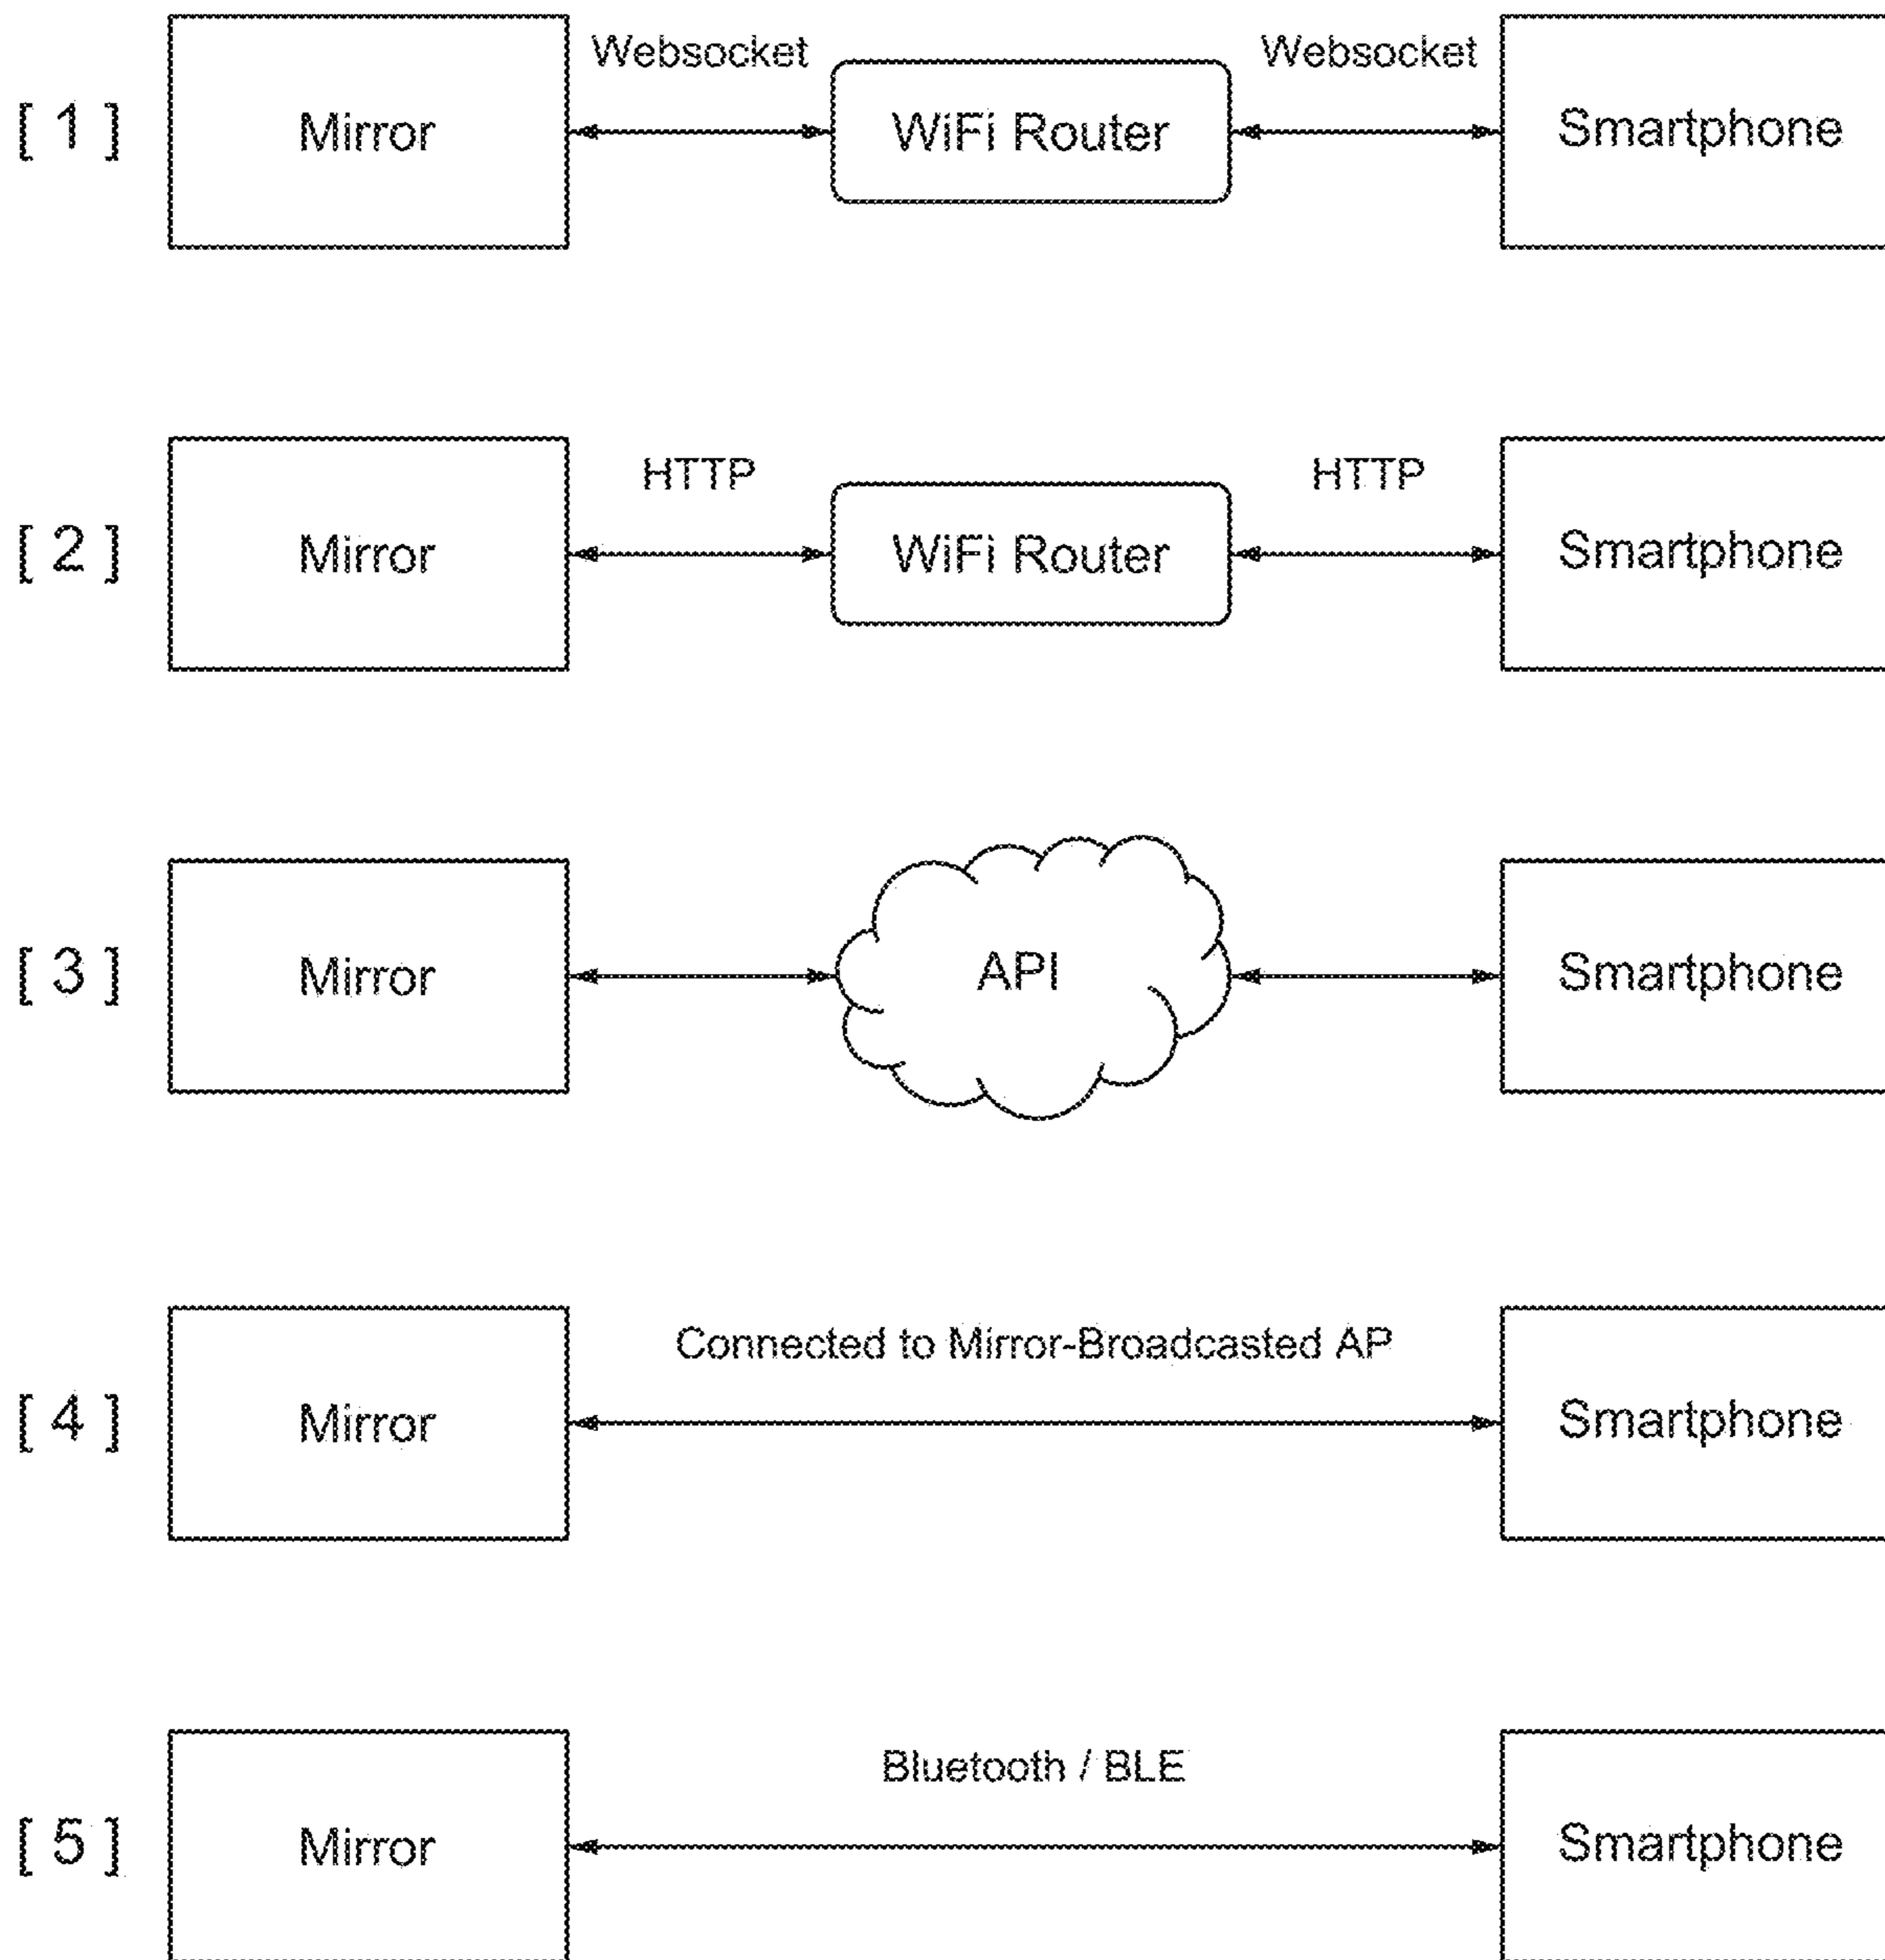 Websocket Websocket
[ 1 ] Mirror WiFi Router Smartphone
HTTP HTTP
[ 2 ] Mirror WiFi Router Smartphone
[ 3 ] Mirror API Smartphone
Connected to Mirror-Broadcasted AP
[ 4 ] Mirror Smartphone
Bluetooth / BLE
[ 5 ] Mirror Smartphone